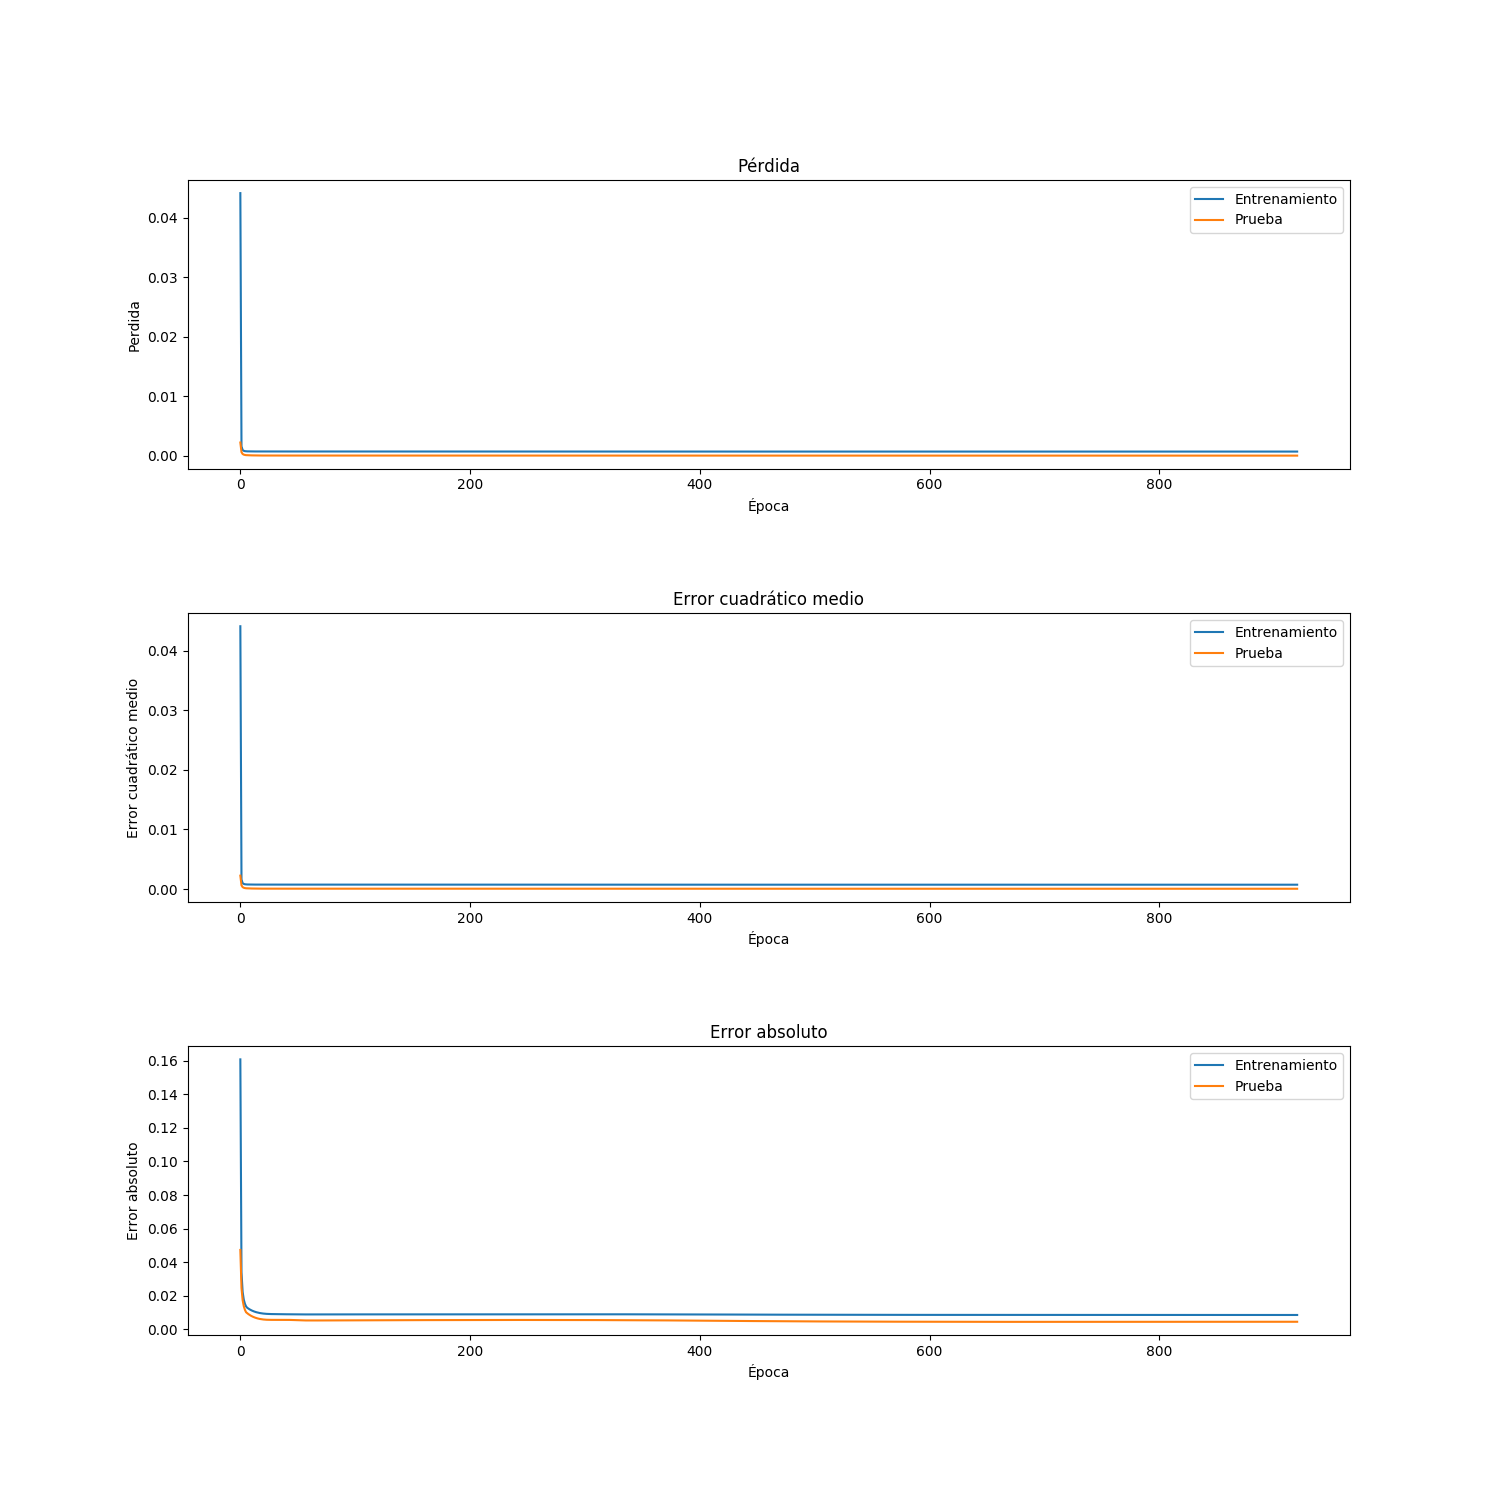 Pérdida
Entrenamiento
Prueba
Perdida
0.04
0.03
0.02
0.01
0.00
0 200 400 600 800
Época
Error cuadrático medio
Entrenamiento
Prueba
Error cuadrático medio
0.04
0.03
0.02
0.01
0.00
0 200 400 600 800
Época
Error absoluto
Entrenamiento
Prueba
Error absoluto
0.16
0.14
0.12
0.10
0.08
0.06
0.04
0.02
0.00
0 200 400 600 800
Época